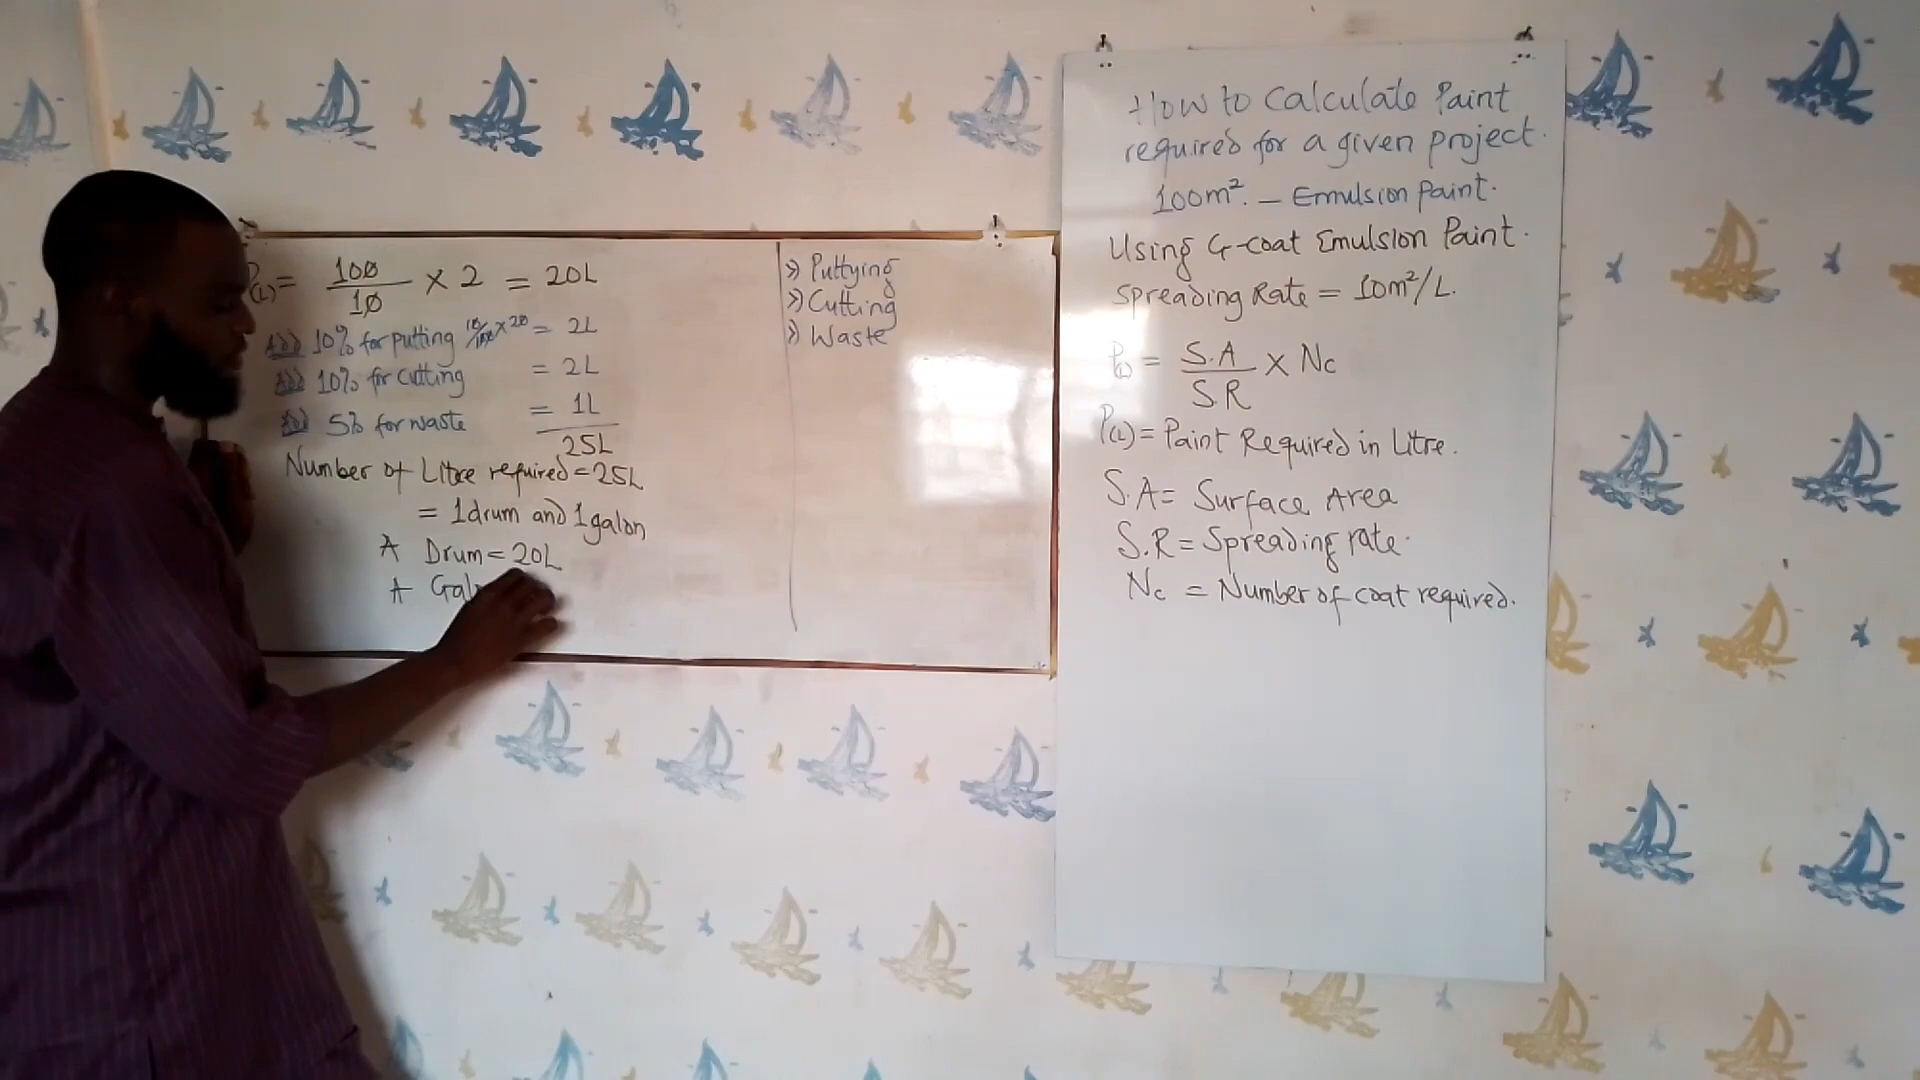 P(L) = 100/10 × 2 = 20L
Add 10% for putting 10/100 × 20 = 2L
Add 10% for cutting = 2L
Add 5% for waste = 1L
25L
Number of Litre required = 25L
= 1drum and 1galon
A Drum = 20L
A Gal
» Puttying
» Cutting
» Waste
How to Calculate Paint
required for a given project.
100m². – Emulsion Paint.
Using G-coat Emulsion Paint.
Spreading Rate = 10m²/L.
P(L) = S.A/S.R × Nc
P(L) = Paint Required in Litre.
S.A = Surface Area
S.R = Spreading rate.
Nc = Number of coat required.